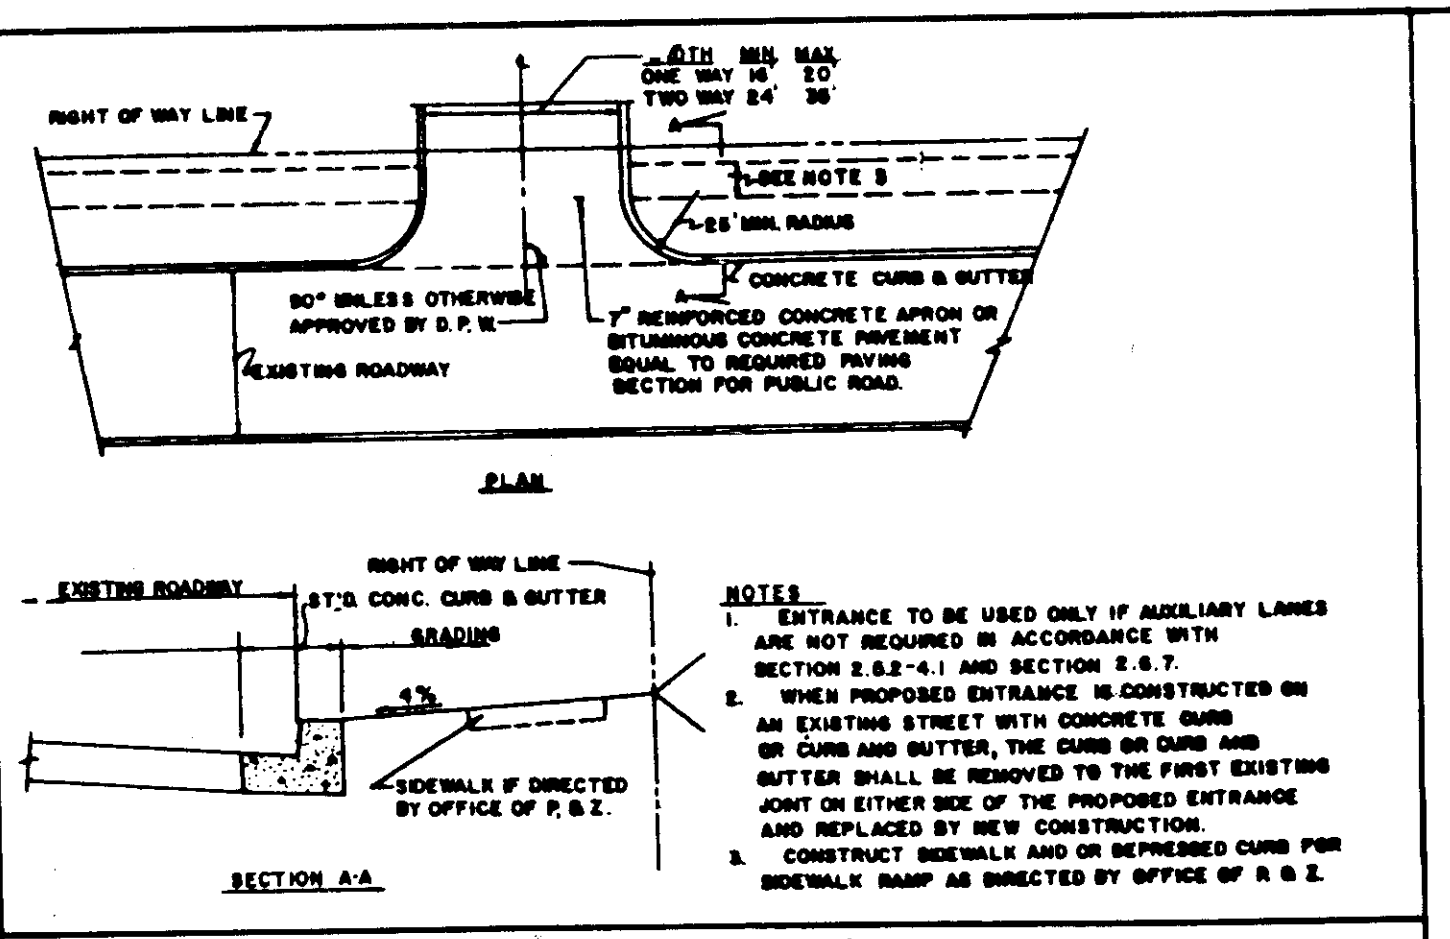 MIN. MAX.
ONE WAY 16' 20'
TWO WAY 24' 36'
RIGHT OF WAY LINE
A
SEE NOTE 3
25' MIN. RADIUS
CONCRETE CURB & GUTTER
A
90° UNLESS OTHERWISE
APPROVED BY D. P. W.
7" REINFORCED CONCRETE APRON OR
BITUMINOUS CONCRETE PAVEMENT
EQUAL TO REQUIRED PAVING
SECTION FOR PUBLIC ROAD.
EXISTING ROADWAY
PLAN
RIGHT OF WAY LINE
EXISTING ROADWAY
ST'D. CONC. CURB & GUTTER
GRADING
4%
SIDEWALK IF DIRECTED
BY OFFICE OF P. & Z.
SECTION A-A
NOTES
1. ENTRANCE TO BE USED ONLY IF AUXILIARY LANES
ARE NOT REQUIRED IN ACCORDANCE WITH
SECTION 2.6.2-4.1 AND SECTION 2.6.7.
2. WHEN PROPOSED ENTRANCE IS CONSTRUCTED ON
AN EXISTING STREET WITH CONCRETE CURB
OR CURB AND GUTTER, THE CURB OR CURB AND
GUTTER SHALL BE REMOVED TO THE FIRST EXISTING
JOINT ON EITHER SIDE OF THE PROPOSED ENTRANCE
AND REPLACED BY NEW CONSTRUCTION.
3. CONSTRUCT SIDEWALK AND OR DEPRESSED CURB FOR
SIDEWALK RAMP AS DIRECTED BY OFFICE OF P. & Z.